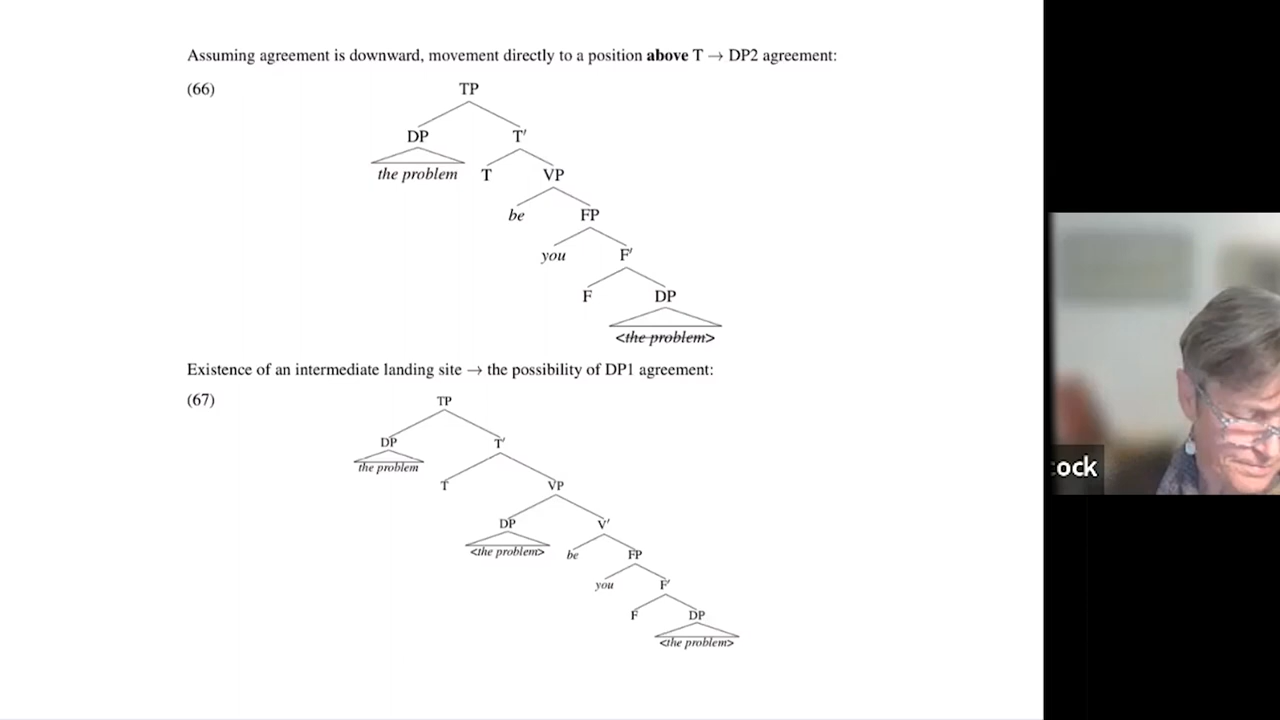 Assuming agreement is downward, movement directly to a position above T → DP2 agreement:
(66)
TP
DP T′
the problem T VP
be FP
you F′
F DP
<the problem>
Existence of an intermediate landing site → the possibility of DP1 agreement:
(67)
TP
DP T′
the problem
T VP
DP V′
<the problem> be FP
you F′
F DP
<the problem>
cock